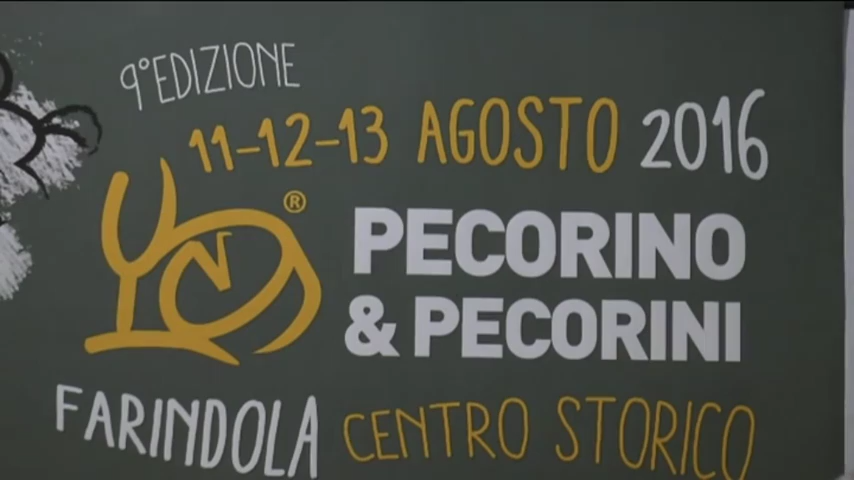 9° EDIZIONE
11-12-13 AGOSTO 2016
®
PECORINO
& PECORINI
FARINDOLA CENTRO STORICO